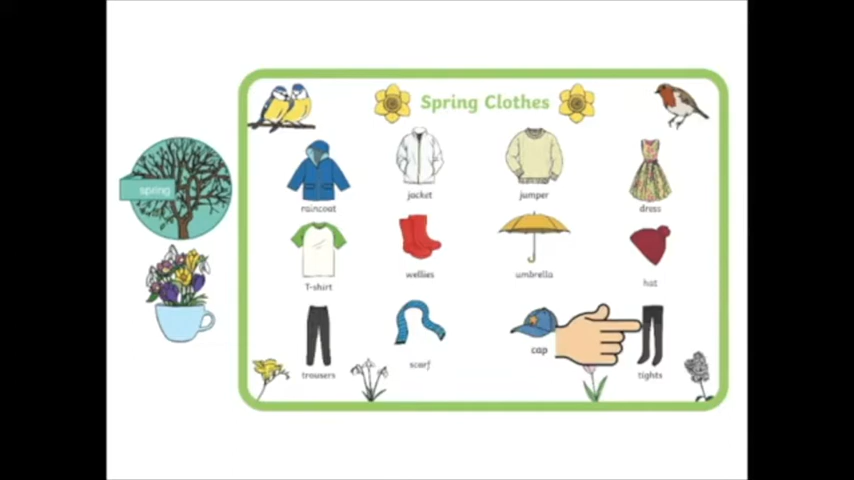 Spring Clothes
spring
raincoat
jacket
jumper
dress
T-shirt
wellies
umbrella
hat
trousers
scarf
cap
tights